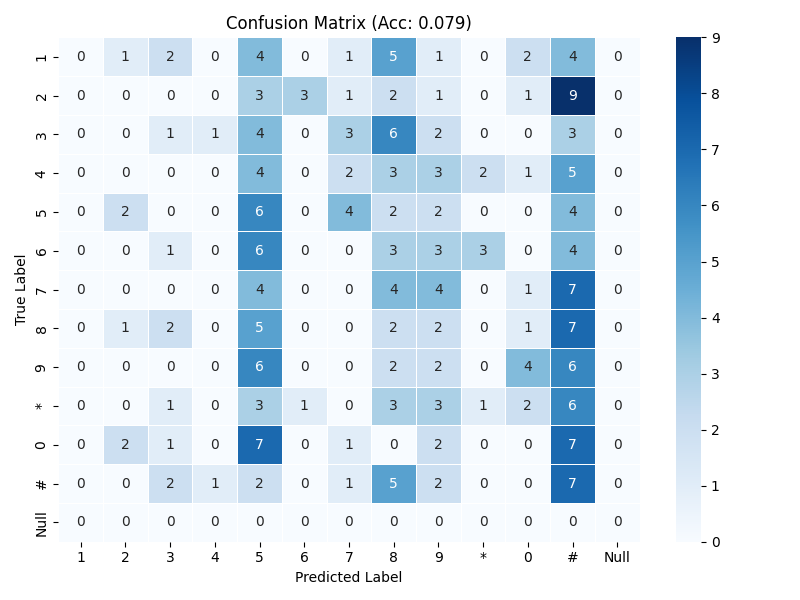 Confusion Matrix (Acc: 0.079)
1 0 1 2 0 4 0 1 5 1 0 2 4 0
2 0 0 0 0 3 3 1 2 1 0 1 9 0
3 0 0 1 1 4 0 3 6 2 0 0 3 0
4 0 0 0 0 4 0 2 3 3 2 1 5 0
5 0 2 0 0 6 0 4 2 2 0 0 4 0
6 0 0 1 0 6 0 0 3 3 3 0 4 0
7 0 0 0 0 4 0 0 4 4 0 1 7 0
8 0 1 2 0 5 0 0 2 2 0 1 7 0
9 0 0 0 0 6 0 0 2 2 0 4 6 0
* 0 0 1 0 3 1 0 3 3 1 2 6 0
0 0 2 1 0 7 0 1 0 2 0 0 7 0
# 0 0 2 1 2 0 1 5 2 0 0 7 0
Null 0 0 0 0 0 0 0 0 0 0 0 0 0
1 2 3 4 5 6 7 8 9 * 0 # Null
Predicted Label
True Label
9
8
7
6
5
4
3
2
1
0